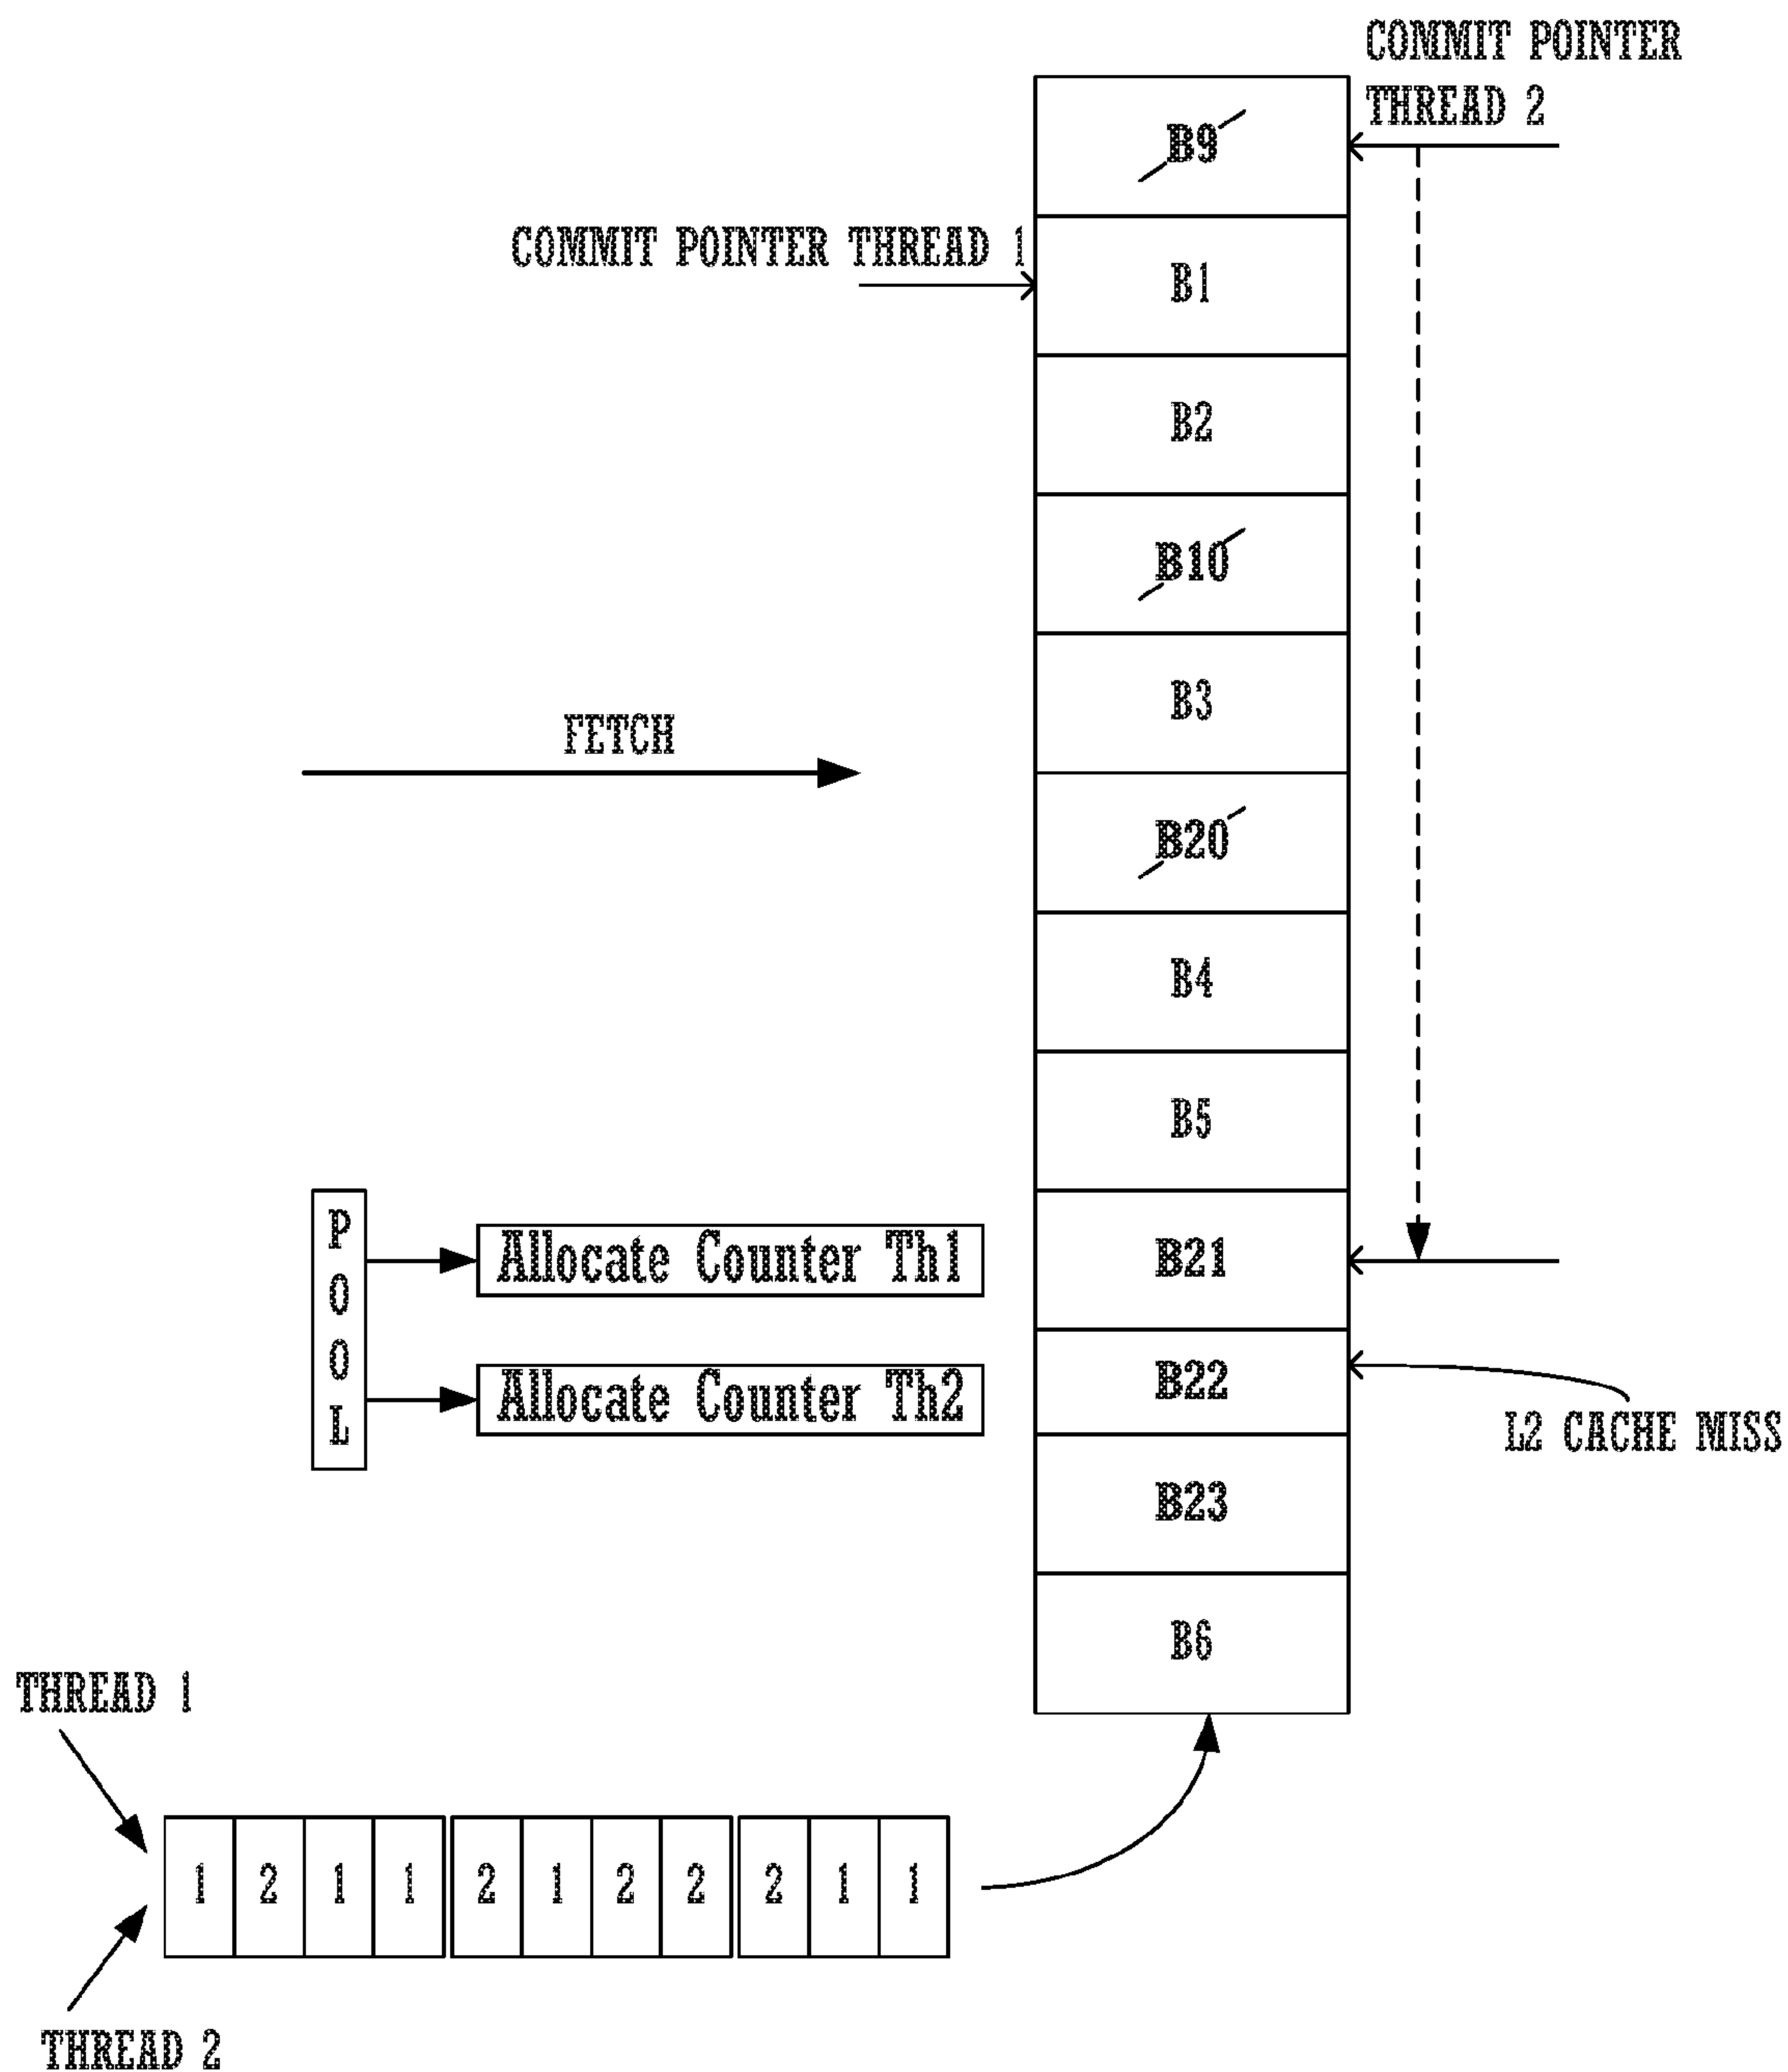 COMMIT POINTER
THREAD 2
B9
COMMIT POINTER THREAD 1
B1
B2
B10
B3
FETCH
B20
B4
B5
POOL
Allocate Counter Th1
B21
Allocate Counter Th2
B22
L2 CACHE MISS
B23
B6
THREAD 1
1 2 1 1 2 1 2 2 2 1 1
THREAD 2